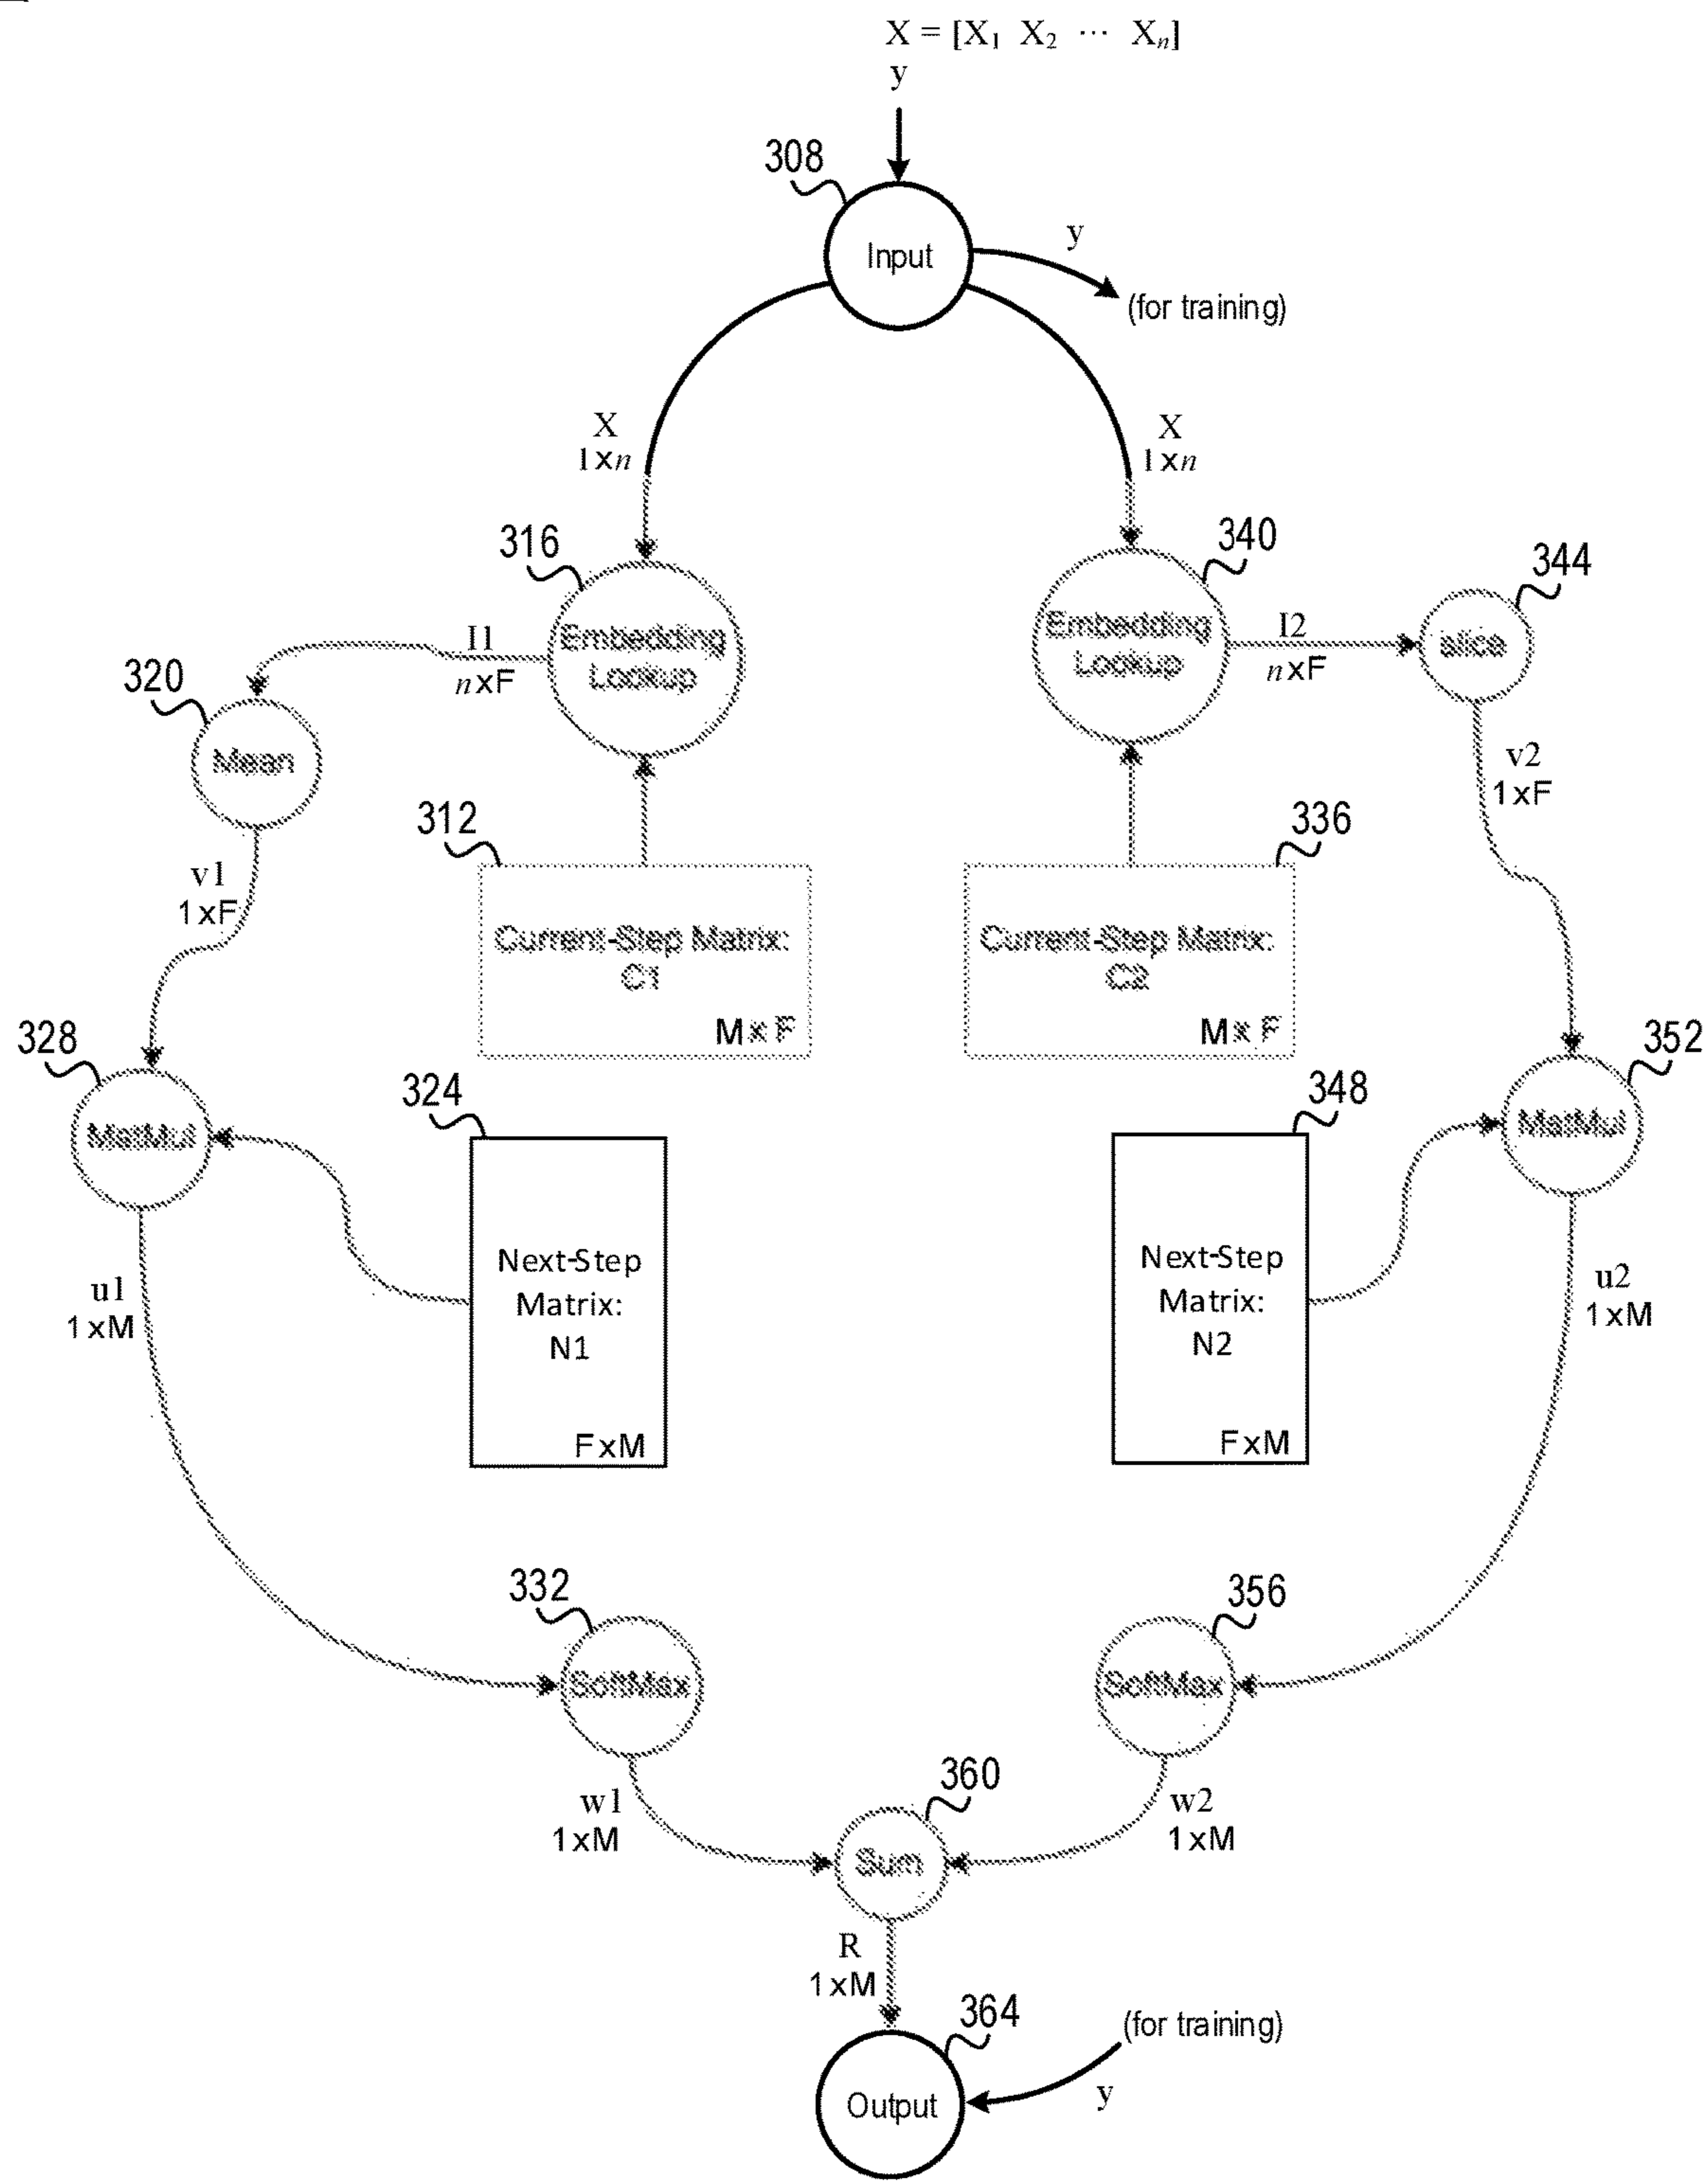 X = [X1 X2 ⋯ Xn]
y
308
Input
y
(for training)
X
1×n
X
1×n
316
340
344
Embedding
Lookup
I1
n×F
Embedding
Lookup
I2
n×F
slice
320
Mean
v2
1×F
312
336
v1
1×F
Current-Step Matrix:
C1
M×F
Current-Step Matrix:
C2
M×F
328
352
MatMul
324
348
MatMul
Next-Step
Matrix:
N1
F×M
Next-Step
Matrix:
N2
F×M
u1
1×M
u2
1×M
332
356
SoftMax
SoftMax
w1
1×M
360
w2
1×M
Sum
R
1×M
364
(for training)
Output
y